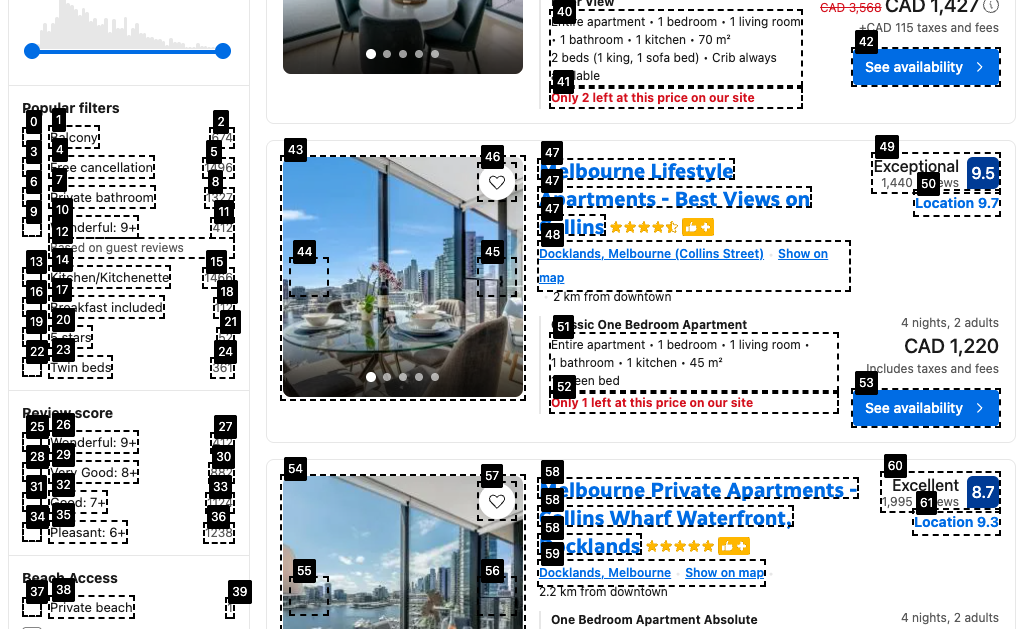 Popular filters
0
1
2
Balcony
674
3
4
5
Free cancellation
1496
6
7
8
Private bathroom
1327
9
10
11
Wonderful: 9+
412
12
Based on guest reviews
13
14
15
Kitchen/Kitchenette
1466
16
17
18
Breakfast included
19
20
21
5 stars
22
23
24
Twin beds
361
Review score
25
26
27
Wonderful: 9+
412
28
29
30
Very Good: 8+
882
31
32
33
Good: 7+
34
35
36
Pleasant: 6+
1238
Beach Access
37
38
39
Private beach
40
Entire apartment • 1 bedroom • 1 living room
• 1 bathroom • 1 kitchen • 70 m²
2 beds (1 king, 1 sofa bed) • Crib always
41
Only 2 left at this price on our site
CAD 3,568 CAD 1,427
+CAD 115 taxes and fees
42
See availability
43
44
45
46
47
Melbourne Lifestyle
47
Apartments - Best Views on
47
Collins
48
Docklands, Melbourne (Collins Street) Show on
map
2 km from downtown
49
Exceptional
9.5
1,440
50
Location 9.7
51
Classic One Bedroom Apartment
Entire apartment • 1 bedroom • 1 living room •
1 bathroom • 1 kitchen • 45 m²
52
Queen bed
Only 1 left at this price on our site
4 nights, 2 adults
CAD 1,220
Includes taxes and fees
53
See availability
54
55
56
57
58
Melbourne Private Apartments -
58
Collins Wharf Waterfront,
58
Docklands
59
Docklands, Melbourne Show on map
2.2 km from downtown
60
Excellent
8.7
1,995
61
Location 9.3
One Bedroom Apartment Absolute
4 nights, 2 adults